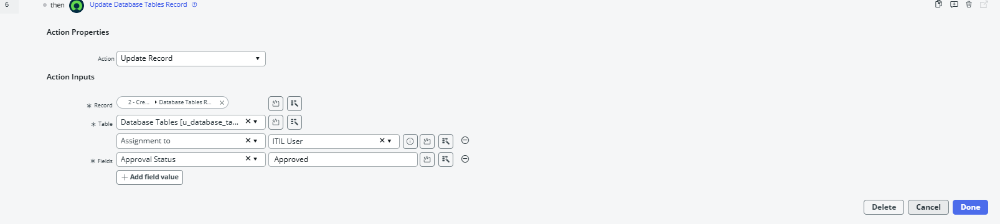 6 then Update Database Tables Record
Action Properties
Action Update Record
Action Inputs
* Record 2 - Cre... Database Tables R...
* Table Database Tables [u_database_ta...
Assignment to ITIL User
* Fields Approval Status Approved
+ Add field value
Delete Cancel Done